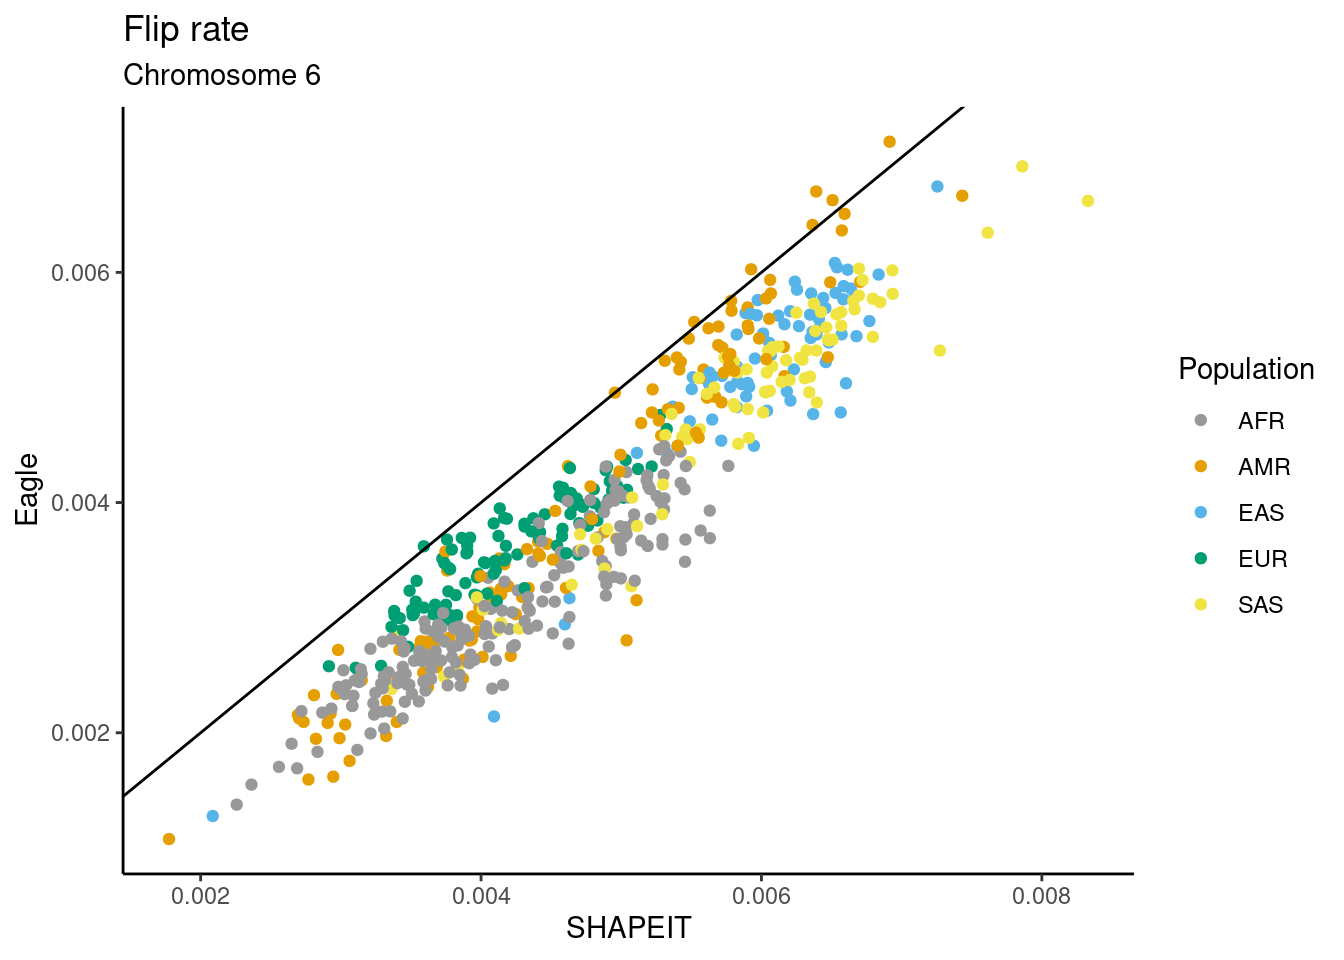 Flip rate
Chromosome 6
Eagle
0.006
0.004
0.002
0.002
0.004
0.006
0.008
SHAPEIT
Population
AFR
AMR
EAS
EUR
SAS